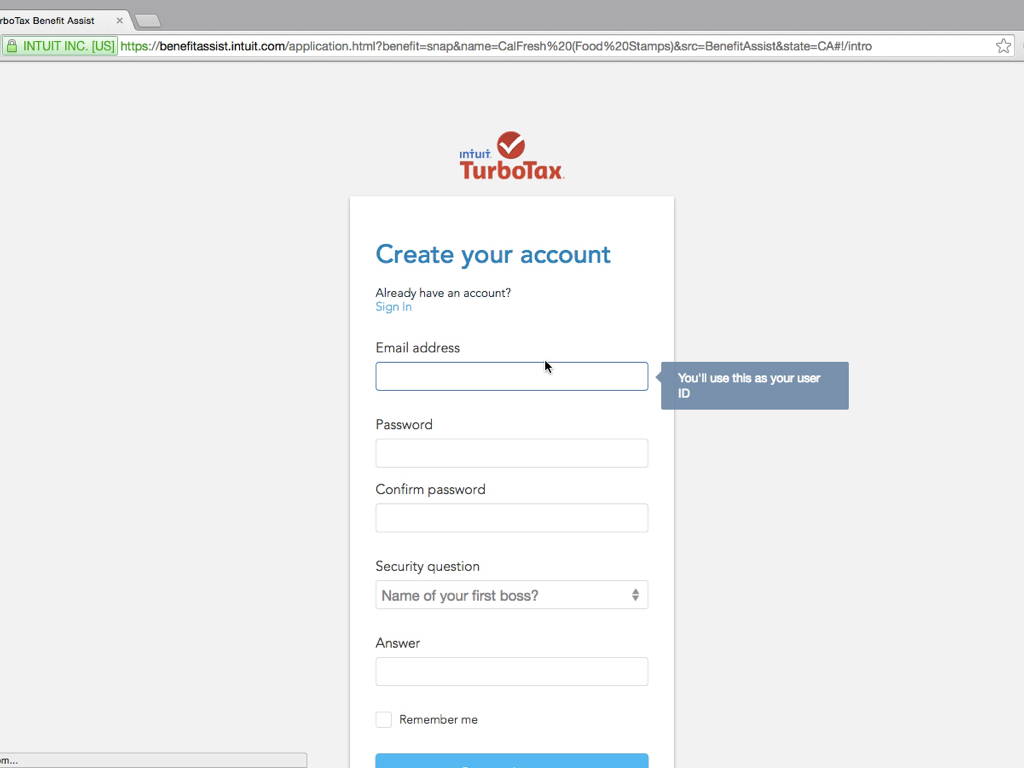 rboTax Benefit Assist ×
INTUIT INC. [US] https://benefitassist.intuit.com/application.html?benefit=snap&name=CalFresh%20(Food%20Stamps)&src=BenefitAssist&state=CA#!/intro
intuit.
TurboTax.
Create your account
Already have an account?
Sign In
Email address
You'll use this as your user
ID
Password
Confirm password
Security question
Name of your first boss?
Answer
Remember me
om...